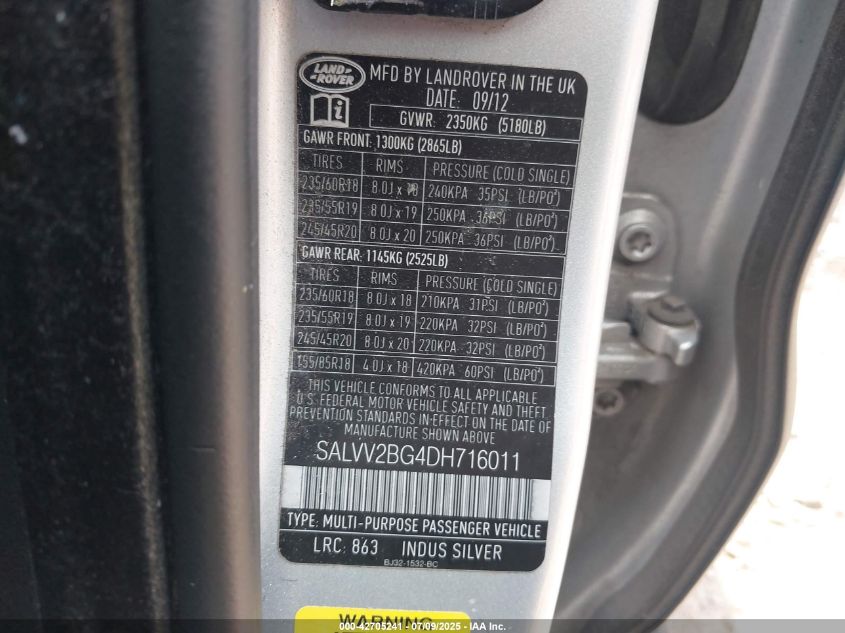 LAND ROVER
MFD BY LANDROVER IN THE UK
DATE: 09/12
GVWR: 2350KG (5180LB)
GAWR FRONT: 1300KG (2865LB)
TIRES RIMS PRESSURE (COLD SINGLE)
235/60R18 8.0J x 18 240KPA 35PSI (LB/PO²)
235/55R19 8.0J x 19 250KPA 36PSI (LB/PO²)
245/45R20 8.0J x 20 250KPA 36PSI (LB/PO²)
GAWR REAR: 1145KG (2525LB)
TIRES RIMS PRESSURE (COLD SINGLE)
235/60R18 8.0J x 18 210KPA 31PSI (LB/PO²)
235/55R19 8.0J x 19 220KPA 32PSI (LB/PO²)
245/45R20 8.0J x 20 220KPA 32PSI (LB/PO²)
155/85R18 4.0J x 18 420KPA 60PSI (LB/PO²)
THIS VEHICLE CONFORMS TO ALL APPLICABLE
U.S. FEDERAL MOTOR VEHICLE SAFETY AND THEFT
PREVENTION STANDARDS IN EFFECT ON THE DATE OF
MANUFACTURE SHOWN ABOVE
SALVV2BG4DH716011
TYPE: MULTI-PURPOSE PASSENGER VEHICLE
LRC: 863 INDUS SILVER
BJ32-1532-BC
WARNING
42705241 - 07/09/2025 - IAA Inc.